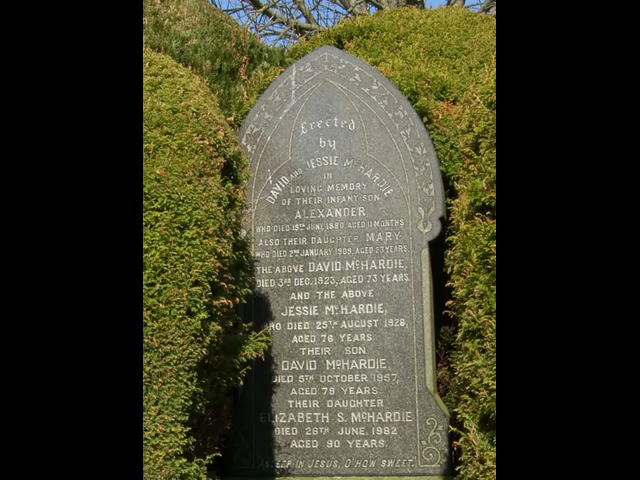 Erected
by
DAVID AND JESSIE McHARDIE
IN
LOVING MEMORY
OF THEIR INFANT SON
ALEXANDER
WHO DIED 19TH JUNE 1880, AGED 11 MONTHS.
ALSO THEIR DAUGHTER MARY
WHO DIED 2ND JANUARY 1909, AGED 23 YEARS.
THE ABOVE DAVID McHARDIE,
DIED 3RD DEC. 1923, AGED 73 YEARS.
AND THE ABOVE
JESSIE McHARDIE,
WHO DIED 25TH AUGUST 1928,
AGED 76 YEARS.
THEIR SON
DAVID McHARDIE,
DIED 5TH OCTOBER 1957,
AGED 79 YEARS.
THEIR DAUGHTER
ELIZABETH S. McHARDIE
DIED 26TH JUNE, 1982
AGED 90 YEARS.
ASLEEP IN JESUS, O' HOW SWEET.